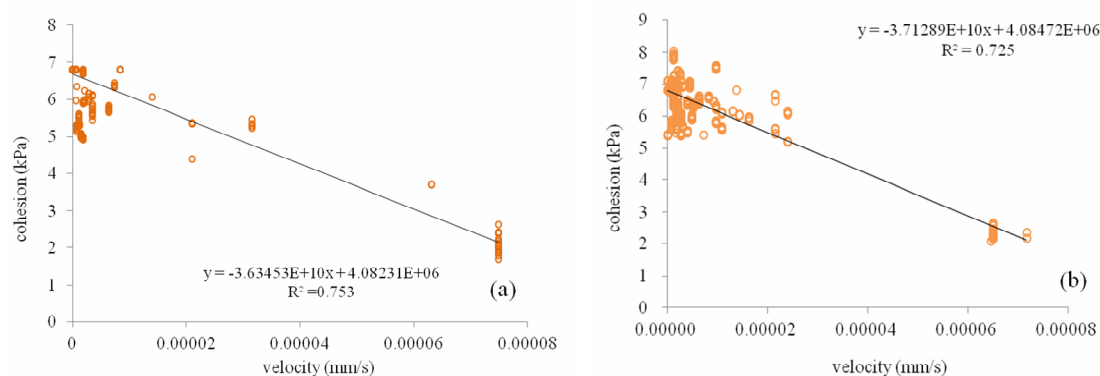 8
7
6
5
4
3
2
1
0
cohesion (kPa)
y = -3.63453E+10x+4.08231E+06
R² =0.753
(a)
0 0.00002 0.00004 0.00006 0.00008
velocity (mm/s)
9
8
7
6
5
4
3
2
1
0
cohesion (kPa)
y = -3.71289E+10x+4.08472E+06
R² = 0.725
(b)
0.00000 0.00002 0.00004 0.00006 0.00008
velocity (mm/s)